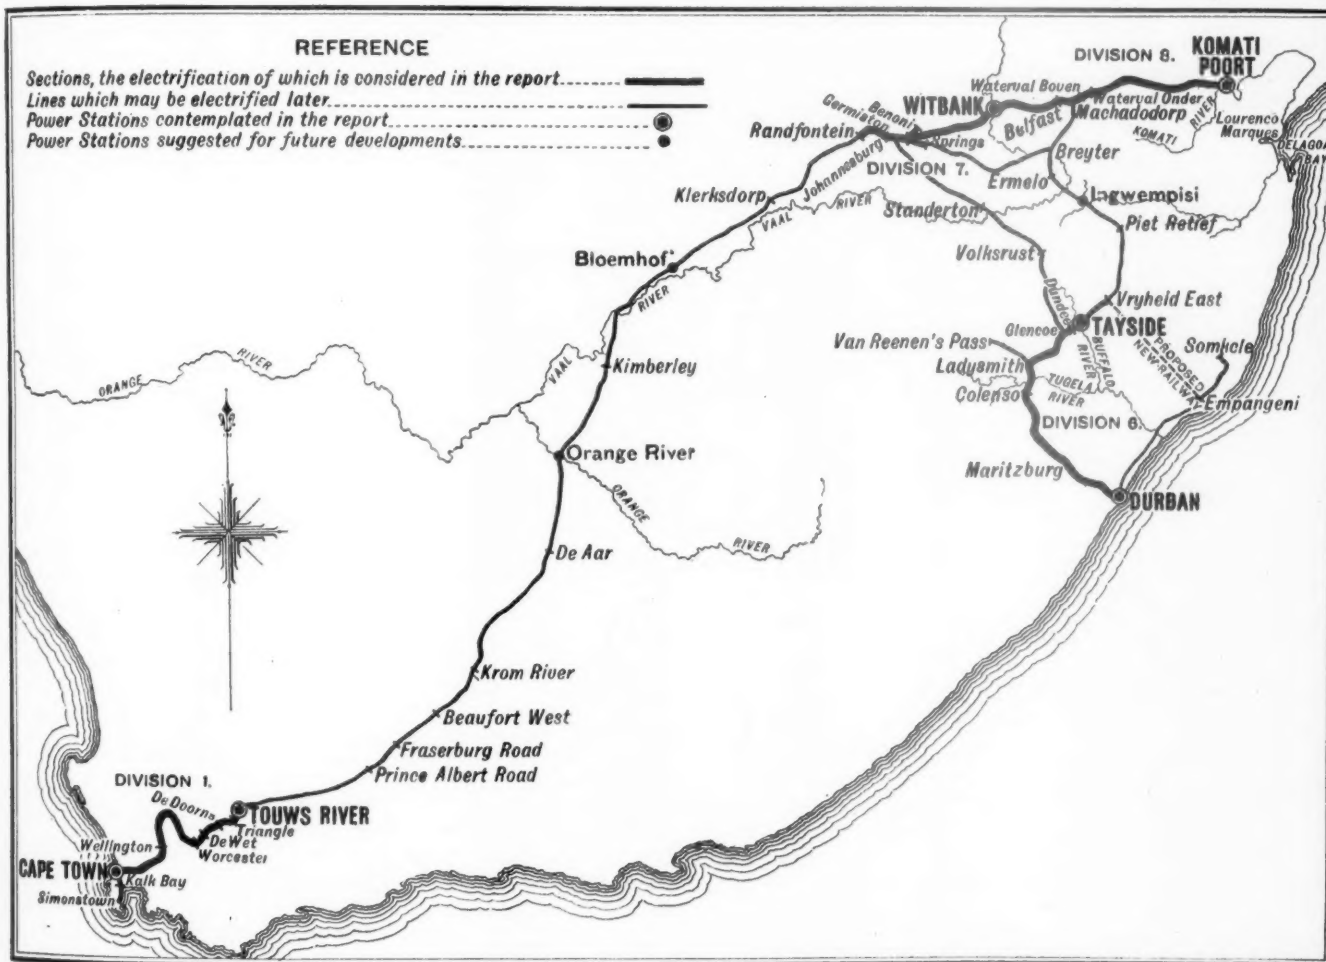 REFERENCE
Sections, the electrification of which is considered in the report
Lines which may be electrified later
Power Stations contemplated in the report
Power Stations suggested for future developments
DIVISION 8.
KOMATI
POORT
Waterval Boven
WITBANK
Belfast
Waterval Under
Machadodorp
KOMATI
RIVER
Lourenco
Marques
DELAGOA
BAY
Germiston
Benoni
Randfontein
Springs
Johannesburg
DIVISION 7.
Breyter
Ermelo
Klerksdorp
VAAL
RIVER
Standerton
Ingwempisi
Piet Retief
Volksrust
Bloemhof
RIVER
Dundee
Vryheid East
Glencoe
TAYSIDE
Van Reenen's Pass
BUFFALO
RIVER
PROPOSED
NEW RAILWAY
Somkele
ORANGE
RIVER
VAAL
Kimberley
Ladysmith
TUGELA
RIVER
Colenso
Empangeni
DIVISION 6.
Orange River
Maritzburg
DURBAN
ORANGE
RIVER
De Aar
Krom River
Beaufort West
Fraserburg Road
Prince Albert Road
DIVISION 1.
De Doorns
TOUWS RIVER
Triangle
Wellington
De Wet
Worcester
CAPE TOWN
Kalk Bay
Simonstown